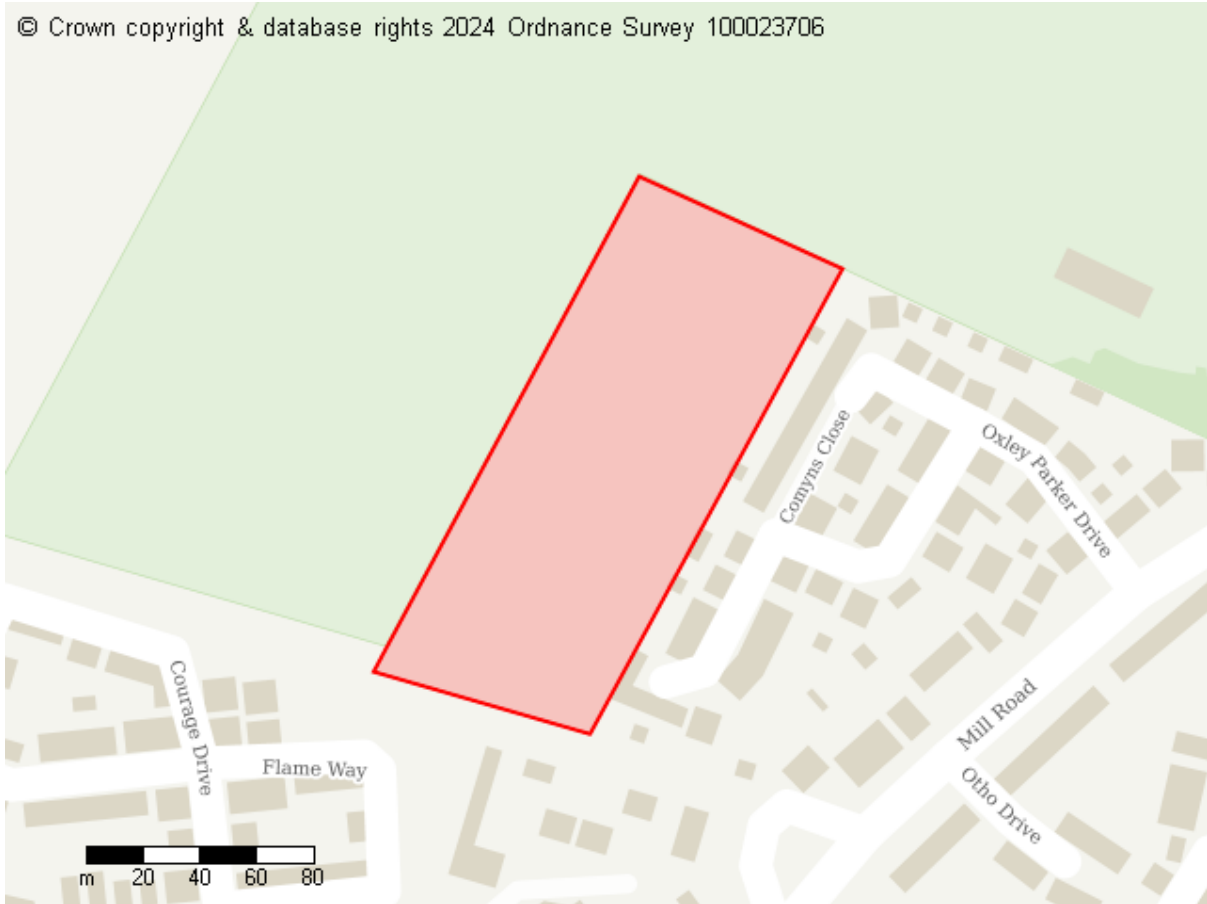 © Crown copyright & database rights 2024 Ordnance Survey 100023706
Comyns Close
Oxley Parker Drive
Courage Drive
Flame Way
Mill Road
Otho Drive
m 20 40 60 80